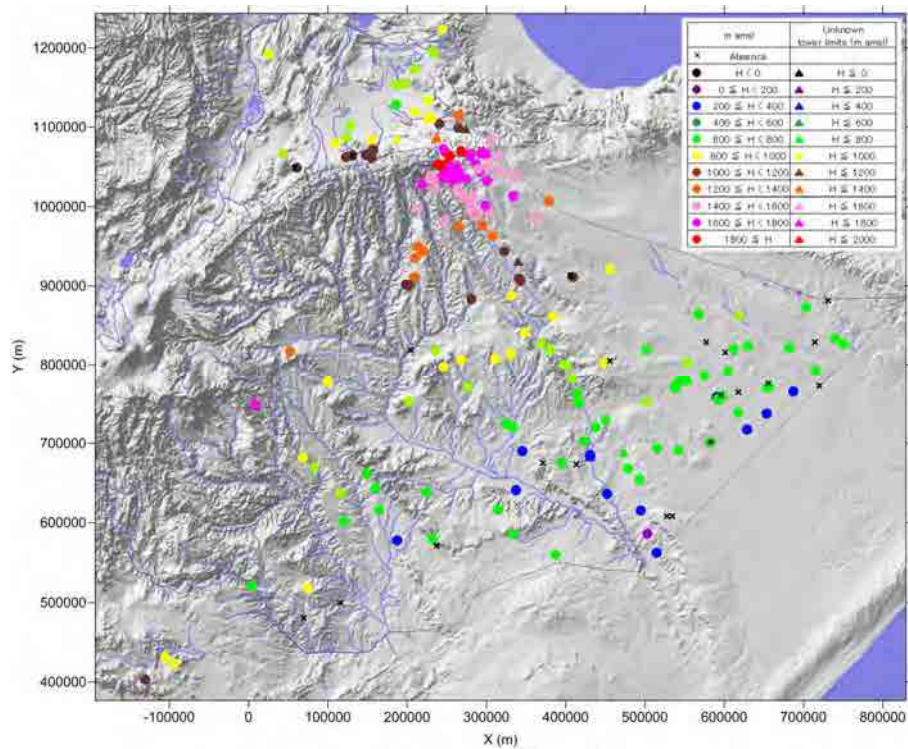 m amsl
Unknown lower limits (m amsl)
× Absence
H < 0
H ≦ 0
0 ≦ H < 200
H ≦ 200
200 ≦ H < 400
H ≦ 400
400 ≦ H < 600
H ≦ 600
600 ≦ H < 800
H ≦ 800
800 ≦ H < 1000
H ≦ 1000
1000 ≦ H < 1200
H ≦ 1200
1200 ≦ H < 1400
H ≦ 1400
1400 ≦ H < 1600
H ≦ 1600
1600 ≦ H < 1800
H ≦ 1800
1800 ≦ H
H ≦ 2000
Y (m)
1200000
1100000
1000000
900000
800000
700000
600000
500000
400000
-100000 0 100000 200000 300000 400000 500000 600000 700000 800000
X (m)